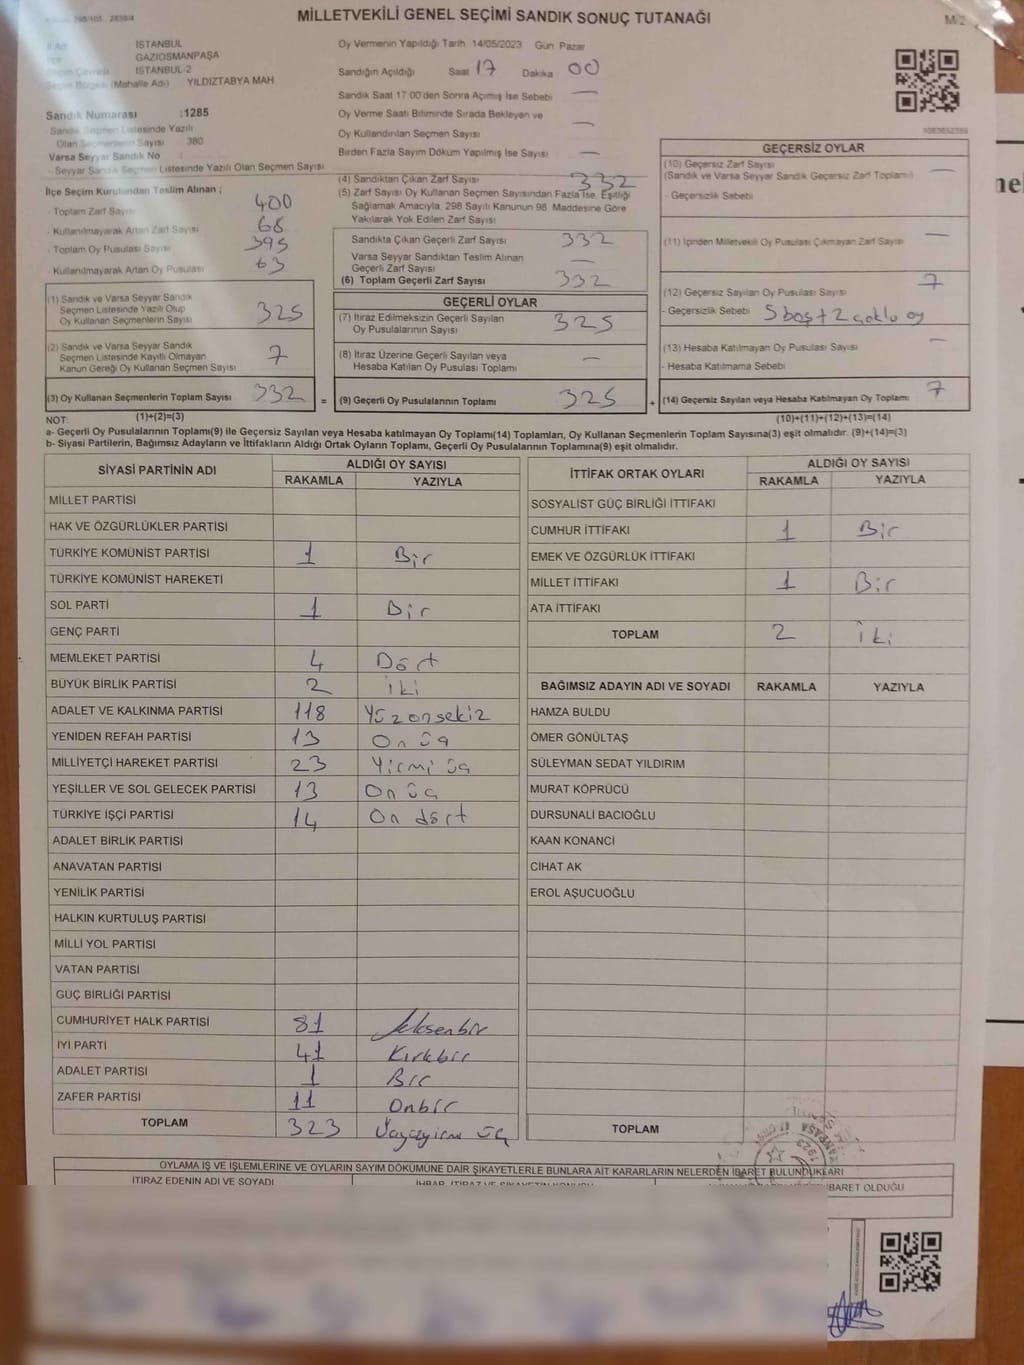 MİLLETVEKİLİ GENEL SEÇİMİ SANDIK SONUÇ TUTANAĞI
İl Adı İSTANBUL
İlçe GAZİOSMANPAŞA
Seçim Çevresi İSTANBUL-2
Seçim Bölgesi (Mahalle Adı) YILDIZTABYA MAH
Sandık Numarası :1285
- Sandık Seçmen Listesinde Yazılı
Olan Seçmenlerin Sayısı 380
Varsa Seyyar Sandık No :
- Seyyar Sandık Seçmen Listesinde Yazılı Olan Seçmen Sayısı
İlçe Seçim Kurulundan Teslim Alınan ;
- Toplam Zarf Sayısı 400
- Kullanılmayarak Artan Zarf Sayısı 68
- Toplam Oy Pusulası Sayısı 395
- Kullanılmayarak Artan Oy Pusulası 63
(1) Sandık ve Varsa Seyyar Sandık
Seçmen Listesinde Yazılı Olup
Oy Kullanan Seçmenlerin Sayısı 325
(2) Sandık ve Varsa Seyyar Sandık
Seçmen Listesinde Kayıtlı Olmayan
Kanun Gereği Oy Kullanan Seçmen Sayısı 7
(3) Oy Kullanan Seçmenlerin Toplam Sayısı 332 =
(1)+(2)=(3)
Oy Vermenin Yapıldığı Tarih 14/05/2023 Gün Pazar
Sandığın Açıldığı Saat 17 Dakika 00
Sandık Saat 17:00'den Sonra Açımış İse Sebebi —
Oy Verme Saati Bitiminde Sırada Bekleyen ve
Oy Kullandırılan Seçmen Sayısı —
Birden Fazla Sayım Döküm Yapılmış İse Sayısı —
(4) Sandıktan Çıkan Zarf Sayısı 332
(5) Zarf Sayısı Oy Kullanan Seçmen Sayısından Fazla İse, Eşitliği
Sağlamak Amacıyla, 298 Sayılı Kanunun 98. Maddesine Göre
Yakılarak Yok Edilen Zarf Sayısı
Sandıkta Çıkan Geçerli Zarf Sayısı 332
Varsa Seyyar Sandıktan Teslim Alınan
Geçerli Zarf Sayısı —
(6) Toplam Geçerli Zarf Sayısı 332
GEÇERLİ OYLAR
(7) İtiraz Edilmeksizin Geçerli Sayılan
Oy Pusulalarının Sayısı 325
(8) İtiraz Üzerine Geçerli Sayılan veya
Hesaba Katılan Oy Pusulası Toplamı —
(9) Geçerli Oy Pusulalarının Toplamı 325 +
GEÇERSİZ OYLAR
(10) Geçersiz Zarf Sayısı
(Sandık ve Varsa Seyyar Sandık Geçersiz Zarf Toplamı) —
- Geçersizlik Sebebi
(11) İçinden Milletvekili Oy Pusulası Çıkmayan Zarf Sayısı —
(12) Geçersiz Sayılan Oy Pusulası Sayısı 7
- Geçersizlik Sebebi 5 boş + 2 çoklu oy
(13) Hesaba Katılmayan Oy Pusulası Sayısı —
- Hesaba Katılmama Sebebi
(14) Geçersiz Sayılan veya Hesaba Katılmayan Oy Toplamı 7
(10)+(11)+(12)+(13)=(14)
NOT:
a- Geçerli Oy Pusulalarının Toplamı(9) ile Geçersiz Sayılan veya Hesaba katılmayan Oy Toplamı(14) Toplamları, Oy Kullanan Seçmenlerin Toplam Sayısına(3) eşit olmalıdır. (9)+(14)=(3)
b- Siyasi Partilerin, Bağımsız Adayların ve İttifakların Aldığı Ortak Oyların Toplamı, Geçerli Oy Pusulalarının Toplamına(9) eşit olmalıdır.
SİYASİ PARTİNİN ADI ALDIĞI OY SAYISI
RAKAMLA YAZIYLA
MİLLET PARTİSİ
HAK VE ÖZGÜRLÜKLER PARTİSİ
TÜRKİYE KOMÜNİST PARTİSİ 1 Bir
TÜRKİYE KOMÜNİST HAREKETİ
SOL PARTİ 1 Bir
GENÇ PARTİ
MEMLEKET PARTİSİ 4 Dört
BÜYÜK BİRLİK PARTİSİ 2 iki
ADALET VE KALKINMA PARTİSİ 118 Yüzonsekiz
YENİDEN REFAH PARTİSİ 13 On üç
MİLLİYETÇİ HAREKET PARTİSİ 23 Yirmi üç
YEŞİLLER VE SOL GELECEK PARTİSİ 13 On üç
TÜRKİYE İŞÇİ PARTİSİ 14 On dört
ADALET BİRLİK PARTİSİ
ANAVATAN PARTİSİ
YENİLİK PARTİSİ
HALKIN KURTULUŞ PARTİSİ
MİLLİ YOL PARTİSİ
VATAN PARTİSİ
GÜÇ BİRLİĞİ PARTİSİ
CUMHURİYET HALK PARTİSİ 81 Seksenbir
İYİ PARTİ 41 Kırkbir
ADALET PARTİSİ 1 Bir
ZAFER PARTİSİ 11 Onbir
TOPLAM 323
İTTİFAK ORTAK OYLARI ALDIĞI OY SAYISI
RAKAMLA YAZIYLA
SOSYALİST GÜÇ BİRLİĞİ İTTİFAKI
CUMHUR İTTİFAKI 1 Bir
EMEK VE ÖZGÜRLÜK İTTİFAKI
MİLLET İTTİFAKI 1 Bir
ATA İTTİFAKI
TOPLAM 2 iki
BAĞIMSIZ ADAYIN ADI VE SOYADI RAKAMLA YAZIYLA
HAMZA BULDU
ÖMER GÖNÜLTAŞ
SÜLEYMAN SEDAT YILDIRIM
MURAT KÖPRÜCÜ
DURSUNALİ BACIOĞLU
KAAN KONANCİ
CİHAT AK
EROL AŞUCUOĞLU
TOPLAM
OYLAMA İŞ VE İŞLEMLERİNE VE OYLARIN SAYIM DÖKÜMÜNE DAİR ŞİKAYETLERLE BUNLARA AİT KARARLARIN NELERDEN İBARET BULUNDUKLARI
İTİRAZ EDENİN ADI VE SOYADI